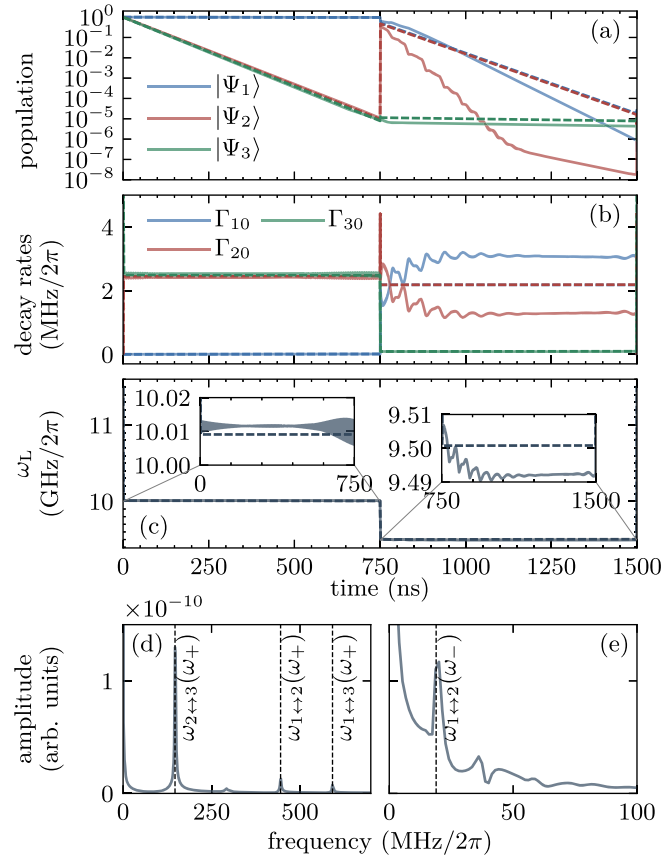 10⁰
10⁻¹
10⁻²
10⁻³
10⁻⁴
10⁻⁵
10⁻⁶
10⁻⁷
10⁻⁸
population
(a)
|Ψ₁⟩
|Ψ₂⟩
|Ψ₃⟩
4
2
0
decay rates
(MHz/2π)
Γ₁₀ Γ₃₀
Γ₂₀
(b)
11
10
ω_L
(GHz/2π)
10.02
10.01
10.00
0 750
9.51
9.50
9.49
750 1500
(c)
0 250 500 750 1000 1250 1500
time (ns)
×10⁻¹⁰
1
0
amplitude
(arb. units)
(d)
ω₂↔₃(ω₊)
ω₁↔₂(ω₊)
ω₁↔₃(ω₊)
(e)
ω₁↔₂(ω₋)
0 250 500
0 50 100
frequency (MHz/2π)